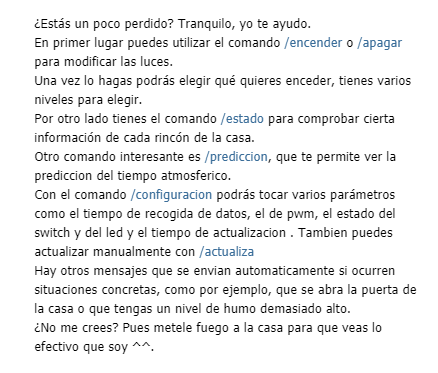 ¿Estás un poco perdido? Tranquilo, yo te ayudo.
En primer lugar puedes utilizar el comando /encender o /apagar
para modificar las luces.
Una vez lo hagas podrás elegir qué quieres enceder, tienes varios
niveles para elegir.
Por otro lado tienes el comando /estado para comprobar cierta
información de cada rincón de la casa.
Otro comando interesante es /prediccion, que te permite ver la
prediccion del tiempo atmosferico.
Con el comando /configuracion podrás tocar varios parámetros
como el tiempo de recogida de datos, el de pwm, el estado del
switch y del led y el tiempo de actualizacion . Tambien puedes
actualizar manualmente con /actualiza
Hay otros mensajes que se envian automaticamente si ocurren
situaciones concretas, como por ejemplo, que se abra la puerta de
la casa o que tengas un nivel de humo demasiado alto.
¿No me crees? Pues metele fuego a la casa para que veas lo
efectivo que soy ^^.